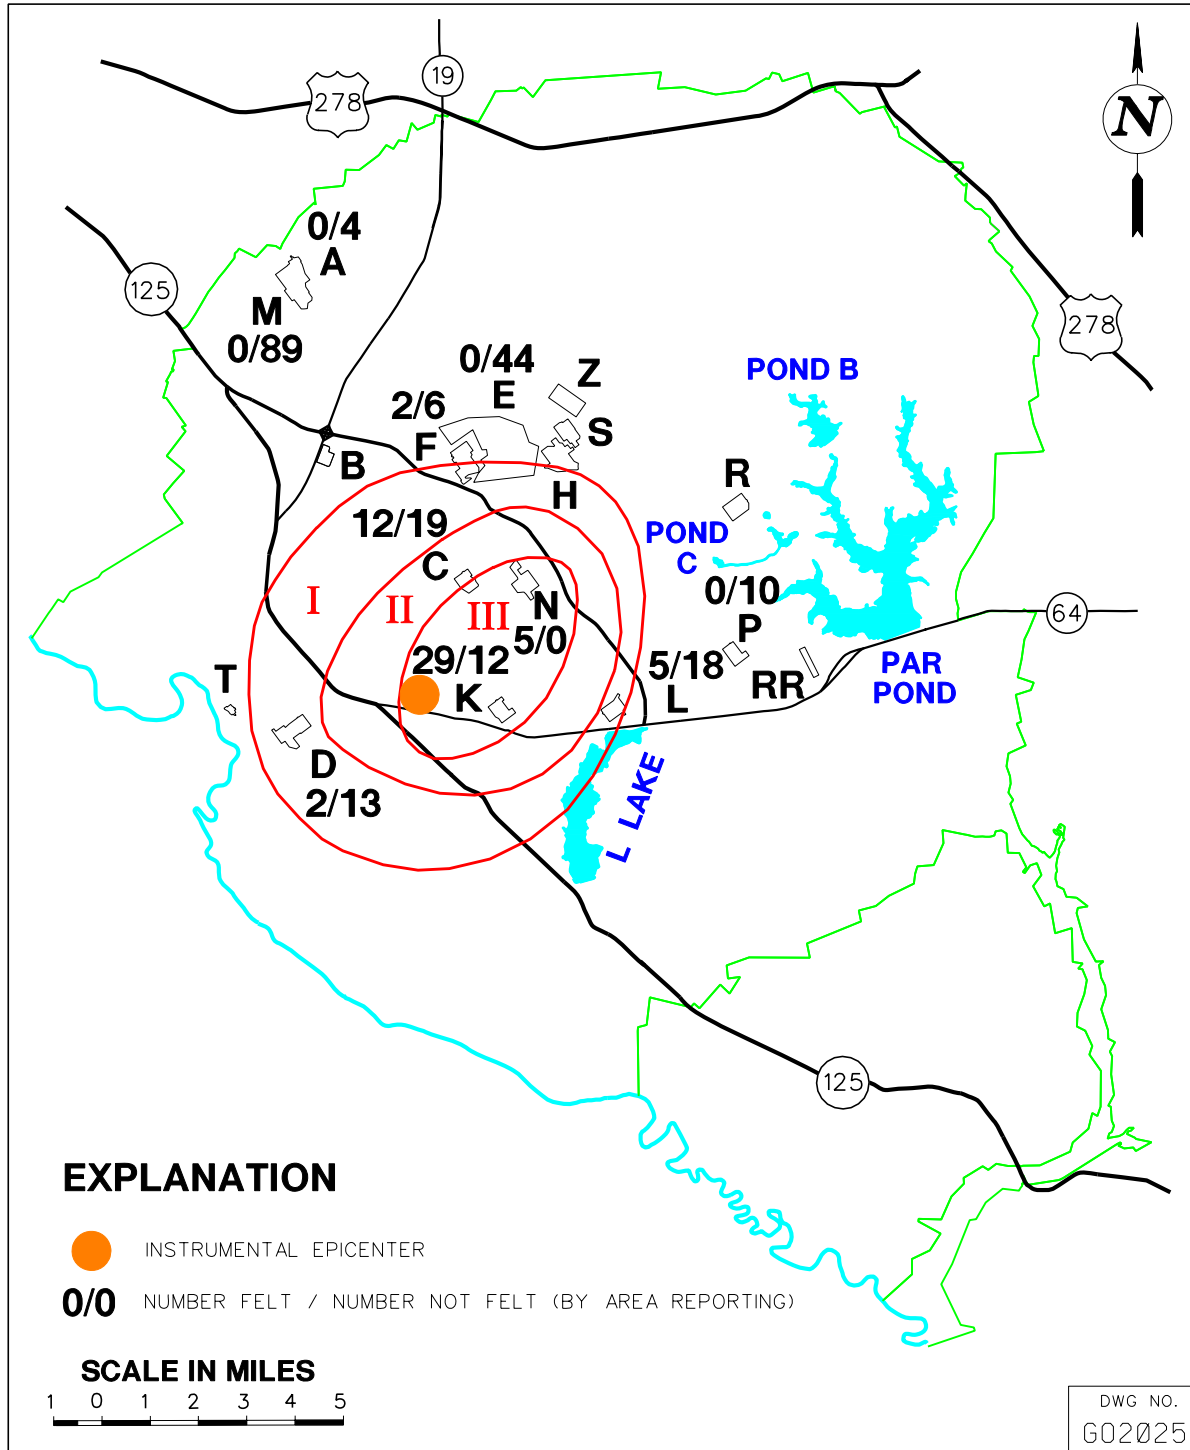 19
278
N
0/4
A
125
M
0/89
278
0/44
E
Z
POND B
2/6
F
S
B
H
R
12/19
POND
C
C
0/10
I
II
III
N
5/0
P
64
29/12
5/18
PAR
POND
T
K
L
RR
D
2/13
L LAKE
125
EXPLANATION
INSTRUMENTAL EPICENTER
0/0 NUMBER FELT / NUMBER NOT FELT (BY AREA REPORTING)
SCALE IN MILES
1 0 1 2 3 4 5
DWG NO.
G02025